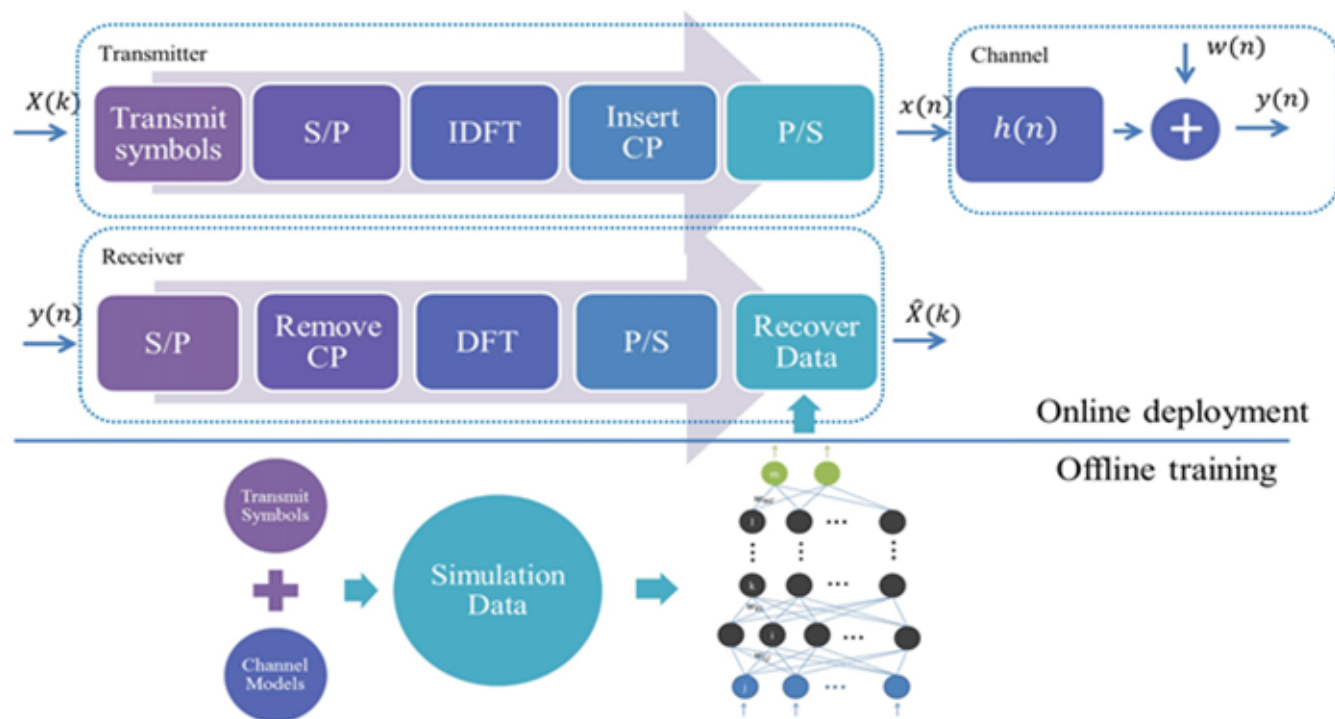 Transmitter
X(k)
Transmit
symbols
S/P
IDFT
Insert
CP
P/S
x(n)
Channel
h(n)
w(n)
+
y(n)
Receiver
y(n)
S/P
Remove
CP
DFT
P/S
Recover
Data
X̂(k)
Online deployment
Offline training
Transmit
Symbols
Channel
Models
Simulation
Data
m
l
k
i
j